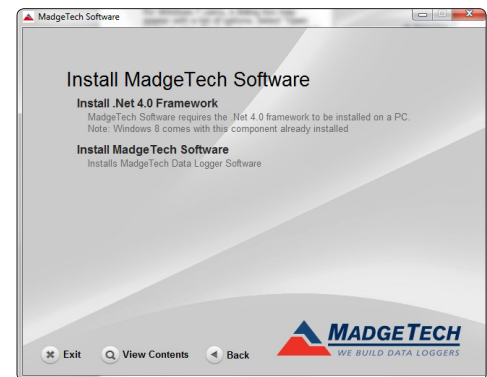 MadgeTech Software
Install MadgeTech Software
Install .Net 4.0 Framework
MadgeTech Software requires the .Net 4.0 framework to be installed on a PC.
Note: Windows 8 comes with this component already installed
Install MadgeTech Software
Installs MadgeTech Data Logger Software
Exit
View Contents
Back
MADGETECH
WE BUILD DATA LOGGERS